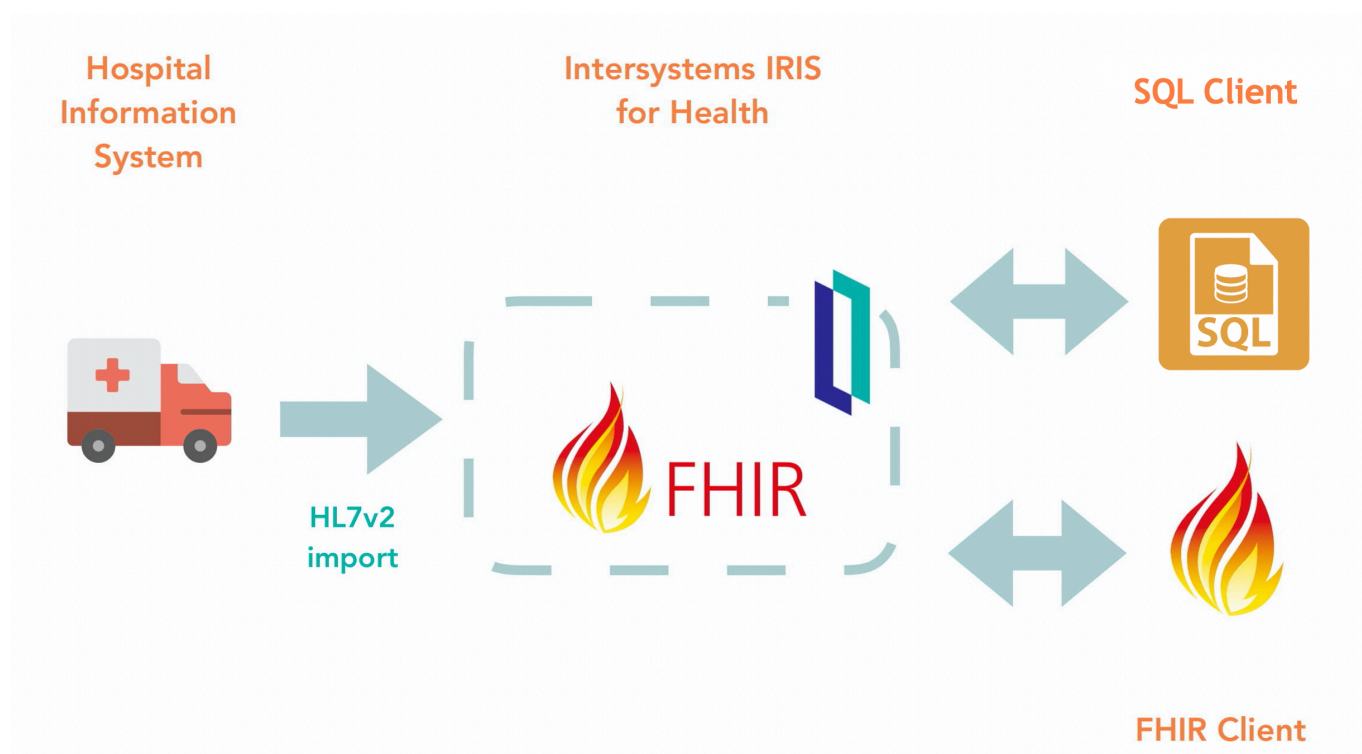 Hospital
Information
System
Intersystems IRIS
for Health
SQL Client
SQL
HL7v2
import
FHIR
FHIR Client